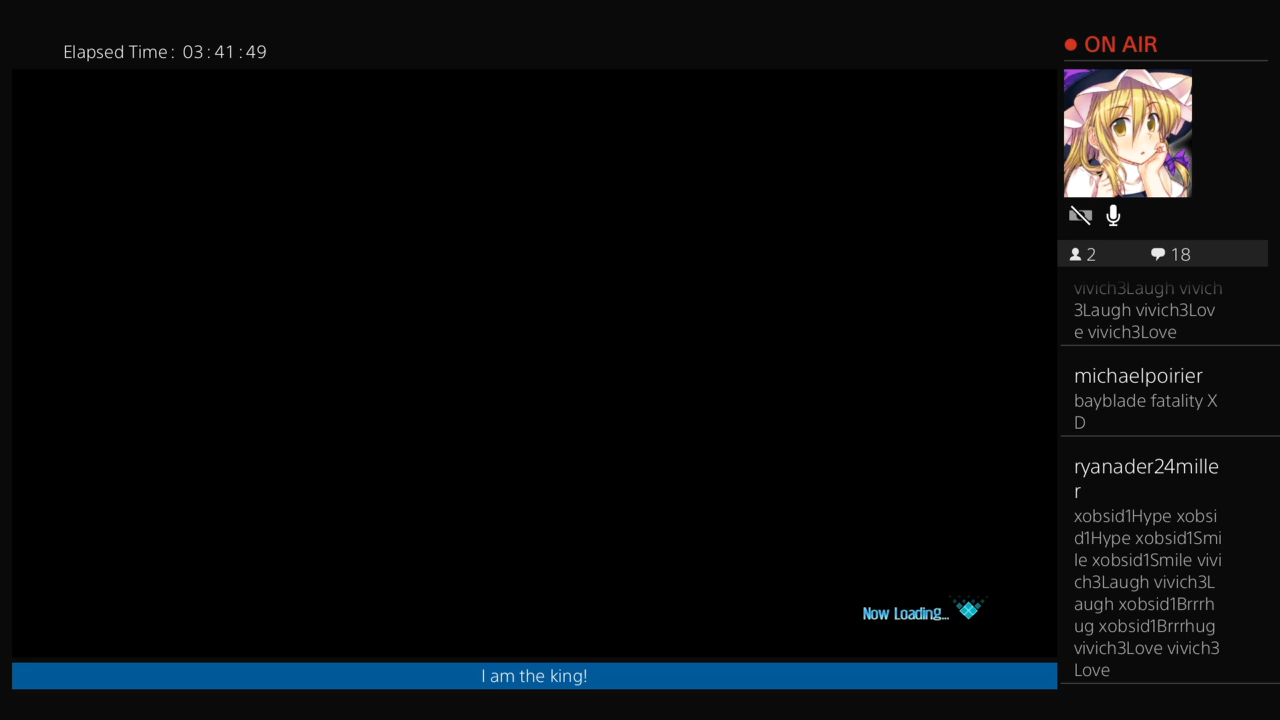 Elapsed Time: 03:41:49
ON AIR
2 18
vivich3Laugh vivich
3Laugh vivich3Lov
e vivich3Love
michaelpoirier
bayblade fatality X
D
ryanader24mille
r
xobsid1Hype xobsi
d1Hype xobsid1Smi
le xobsid1Smile vivi
ch3Laugh vivich3L
augh xobsid1Brrrh
ug xobsid1Brrrhug
vivich3Love vivich3
Love
Now Loading...
I am the king!